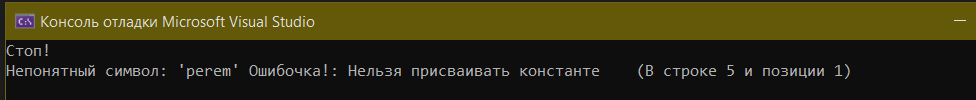 Консоль отладки Microsoft Visual Studio
Стоп!
Непонятный символ: 'perem' Ошибочка!: Нельзя присваивать константе    (В строке 5 и позиции 1)